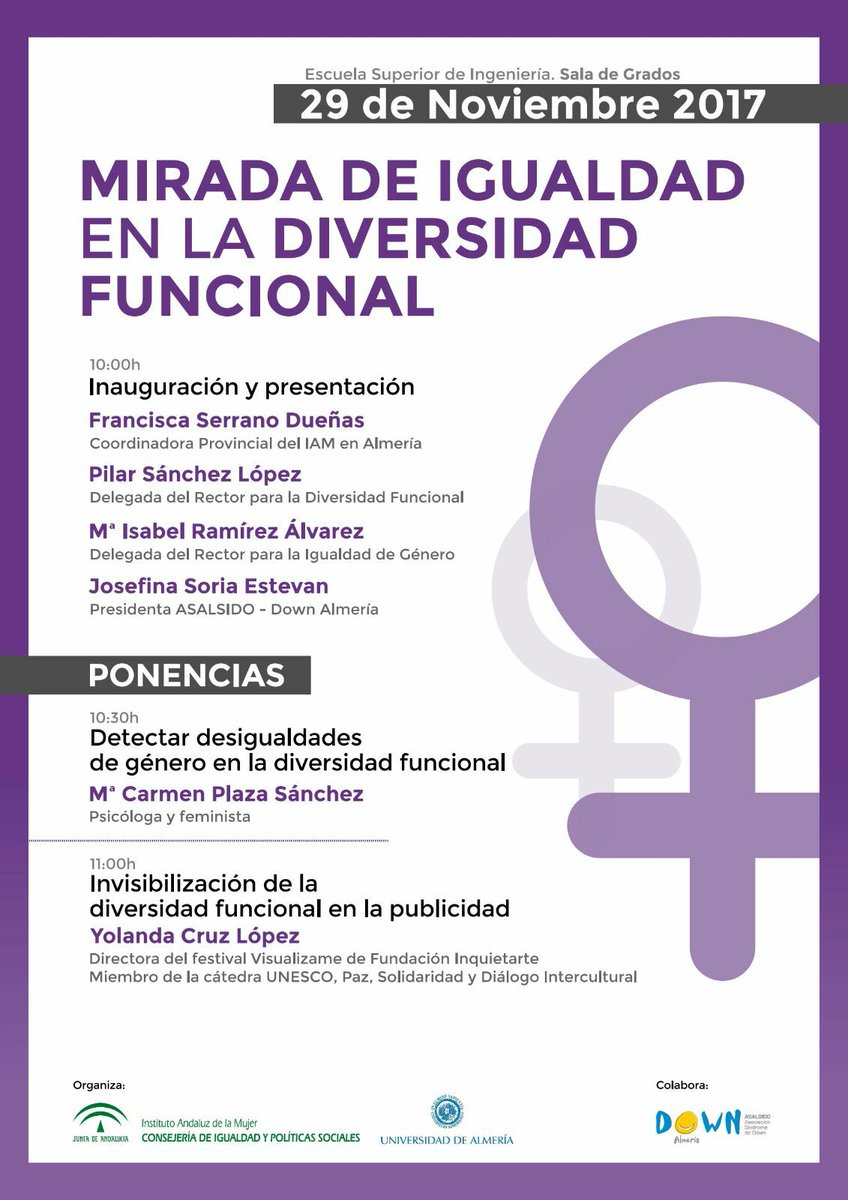 Escuela Superior de Ingeniería. Sala de Grados
29 de Noviembre 2017
MIRADA DE IGUALDAD
EN LA DIVERSIDAD
FUNCIONAL
10:00h
Inauguración y presentación
Francisca Serrano Dueñas
Coordinadora Provincial del IAM en Almería
Pilar Sánchez López
Delegada del Rector para la Diversidad Funcional
Mª Isabel Ramírez Álvarez
Delegada del Rector para la Igualdad de Género
Josefina Soria Estevan
Presidenta ASALSIDO - Down Almería
PONENCIAS
10:30h
Detectar desigualdades
de género en la diversidad funcional
Mª Carmen Plaza Sánchez
Psicóloga y feminista
11:00h
Invisibilización de la
diversidad funcional en la publicidad
Yolanda Cruz López
Directora del festival Visualizame de Fundación Inquietarte
Miembro de la cátedra UNESCO, Paz, Solidaridad y Diálogo Intercultural
Organiza:
Colabora:
JUNTA DE ANDALUCIA
Instituto Andaluz de la Mujer
CONSEJERÍA DE IGUALDAD Y POLÍTICAS SOCIALES
UNIVERSIDAD DE ALMERÍA
DOWN
Almería
ASALSIDO
Asociación
Síndrome
de Down